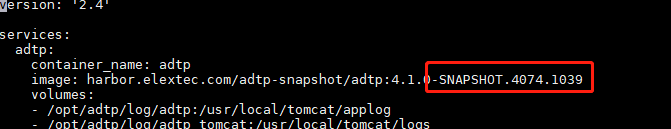 version: '2.4'
services:
adtp:
container_name: adtp
image: harbor.elextec.com/adtp-snapshot/adtp:4.1.0-SNAPSHOT.4074.1039
volumes:
- /opt/adtp/log/adtp:/usr/local/tomcat/applog
- /opt/adtp/log/adtp_tomcat:/usr/local/tomcat/logs